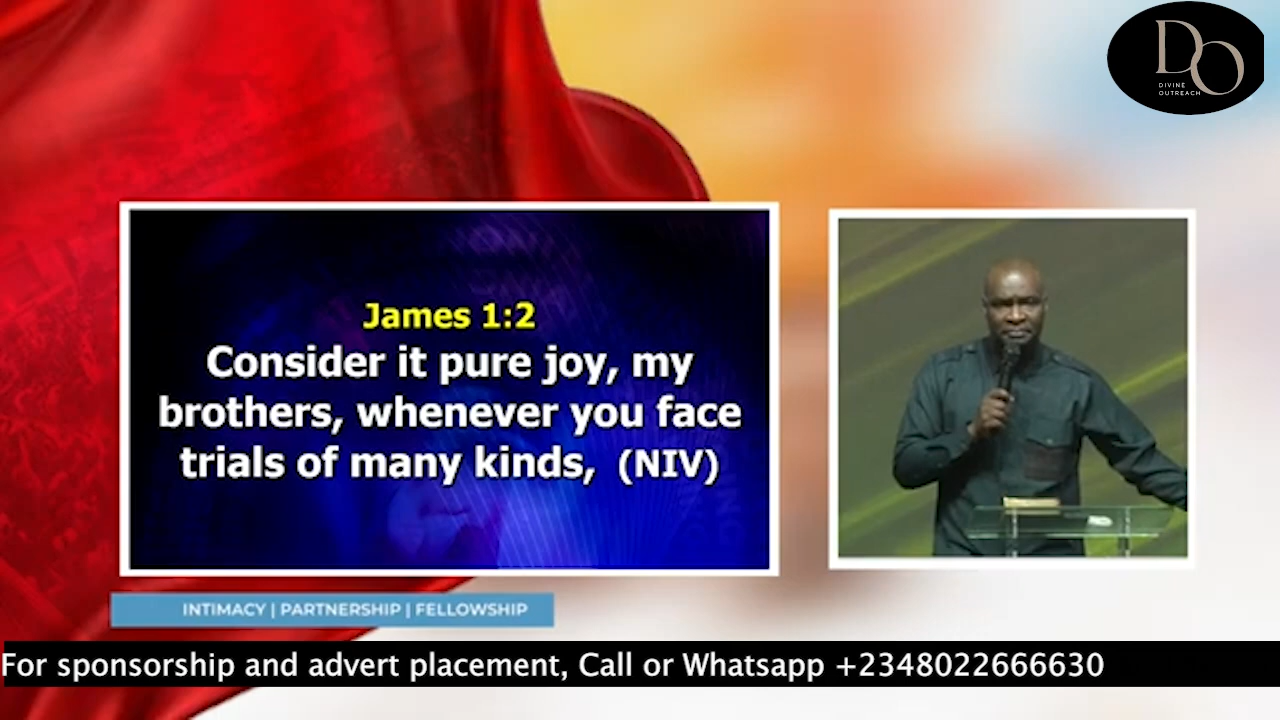 DO
DIVINE
OUTREACH
James 1:2
Consider it pure joy, my
brothers, whenever you face
trials of many kinds, (NIV)
INTIMACY | PARTNERSHIP | FELLOWSHIP
For sponsorship and advert placement, Call or Whatsapp +2348022666630